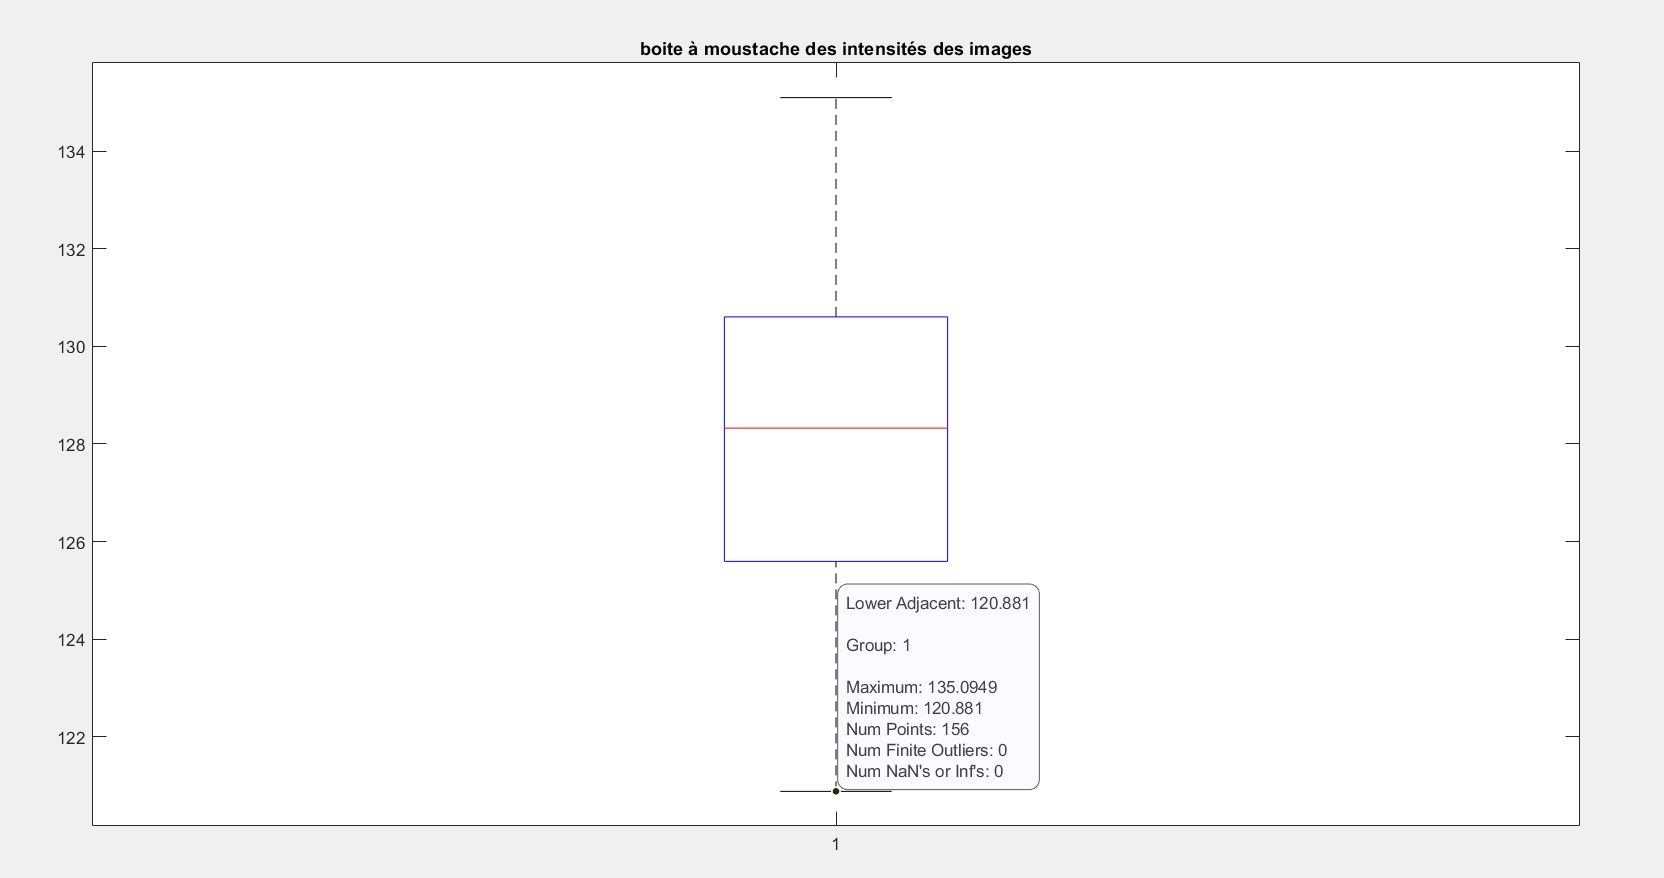 boite à moustache des intensités des images
134
132
130
128
126
124
122
Lower Adjacent: 120.881
Group: 1
Maximum: 135.0949
Minimum: 120.881
Num Points: 156
Num Finite Outliers: 0
Num NaN's or Inf's: 0
1